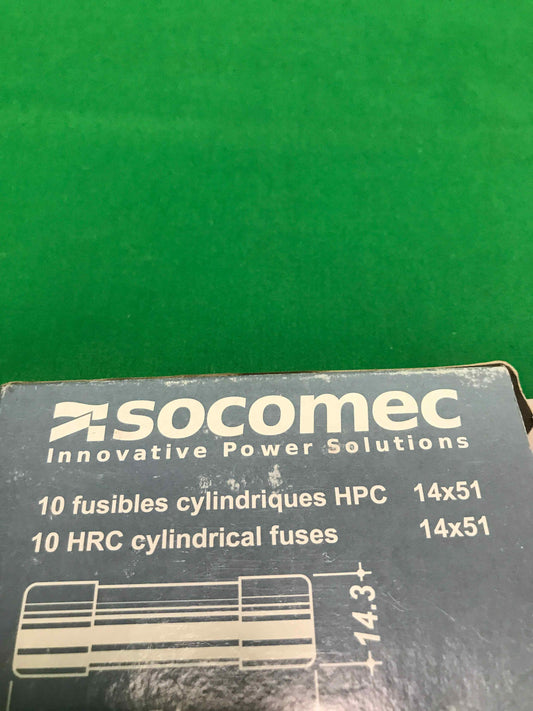 socomec
Innovative Power Solutions
10 fusibles cylindriques HPC 14x51
10 HRC cylindrical fuses 14x51
14.3